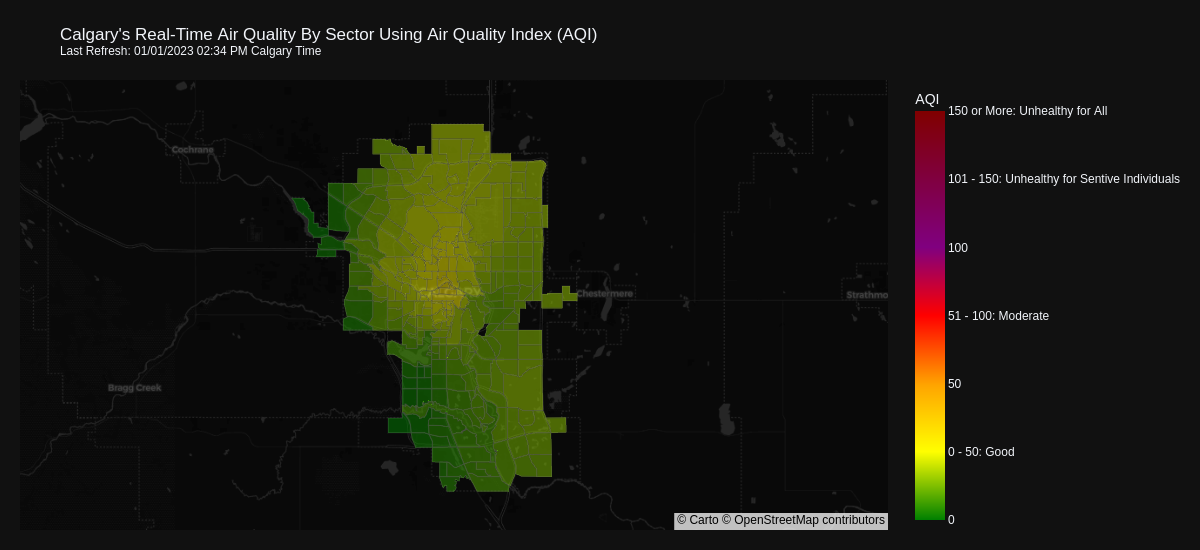 Calgary's Real-Time Air Quality By Sector Using Air Quality Index (AQI)
Last Refresh: 01/01/2023 02:34 PM Calgary Time
AQI
150 or More: Unhealthy for All
Cochrane
101 - 150: Unhealthy for Sentive Individuals
100
Chestermere
Strathmo
51 - 100: Moderate
Bragg Creek
50
0 - 50: Good
0
© Carto © OpenStreetMap contributors